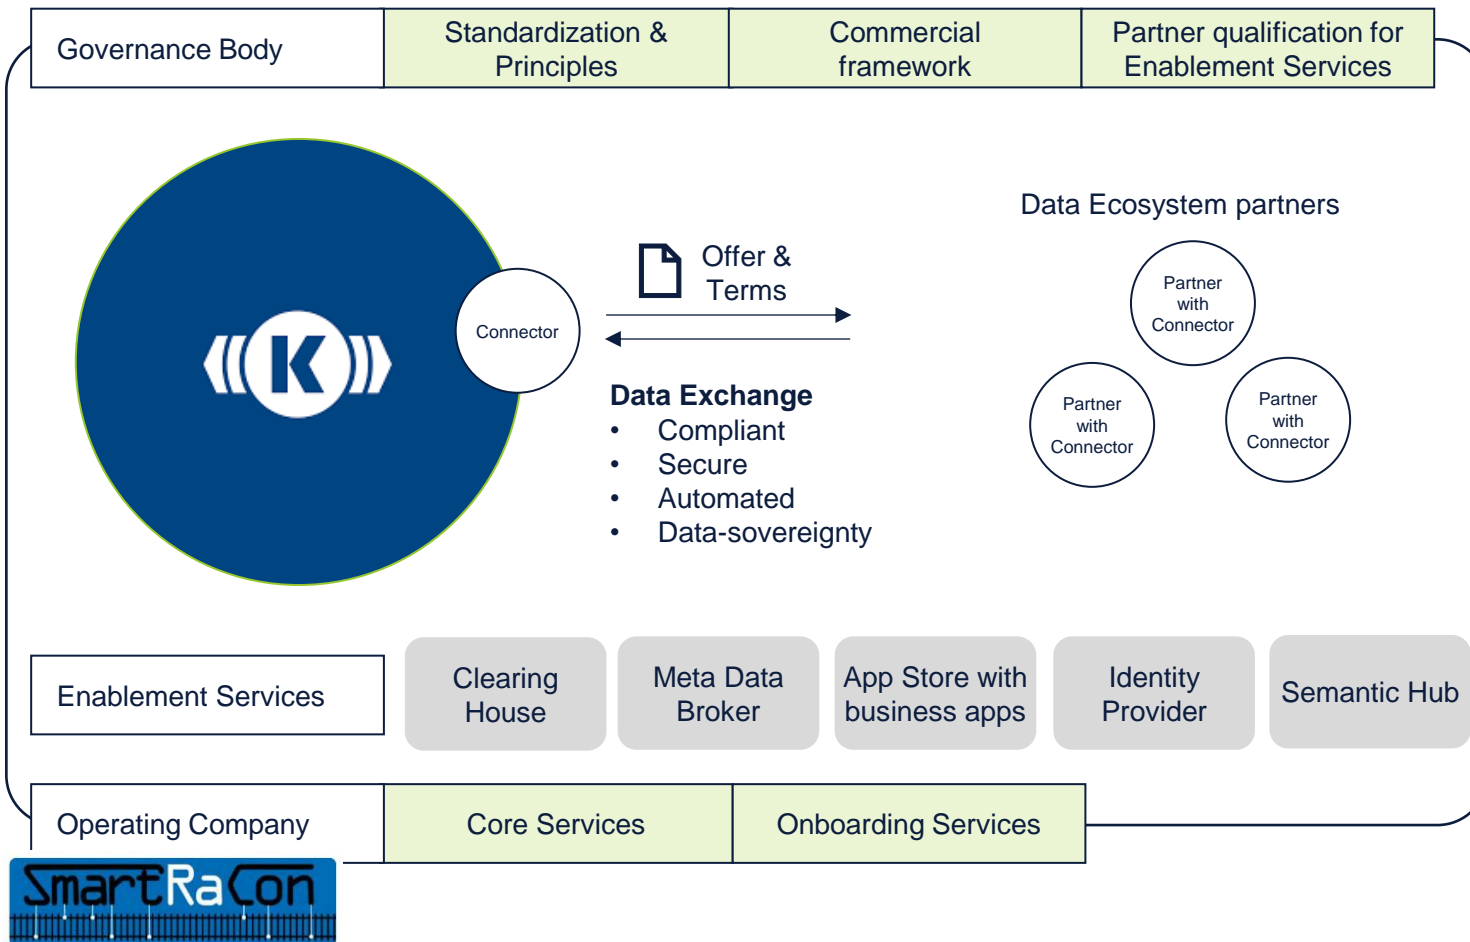 Governance Body
Standardization &
Principles
Commercial
framework
Partner qualification for
Enablement Services
Data Ecosystem partners
Offer &
Terms
Connector
K
Partner
with
Connector
Partner
with
Connector
Partner
with
Connector
Data Exchange
• Compliant
• Secure
• Automated
• Data-sovereignty
Enablement Services
Clearing
House
Meta Data
Broker
App Store with
business apps
Identity
Provider
Semantic Hub
Operating Company
Core Services
Onboarding Services
SmartRaCon